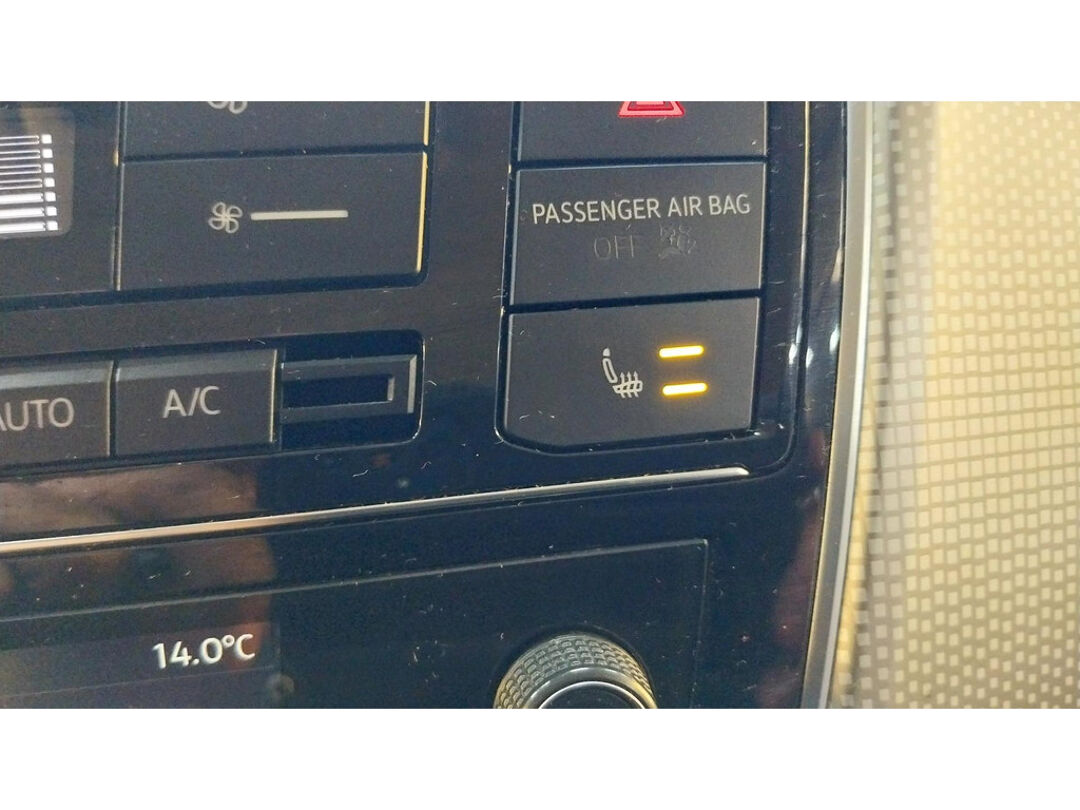 PASSENGER AIR BAG
OFF
AUTO
A/C
14.0°C